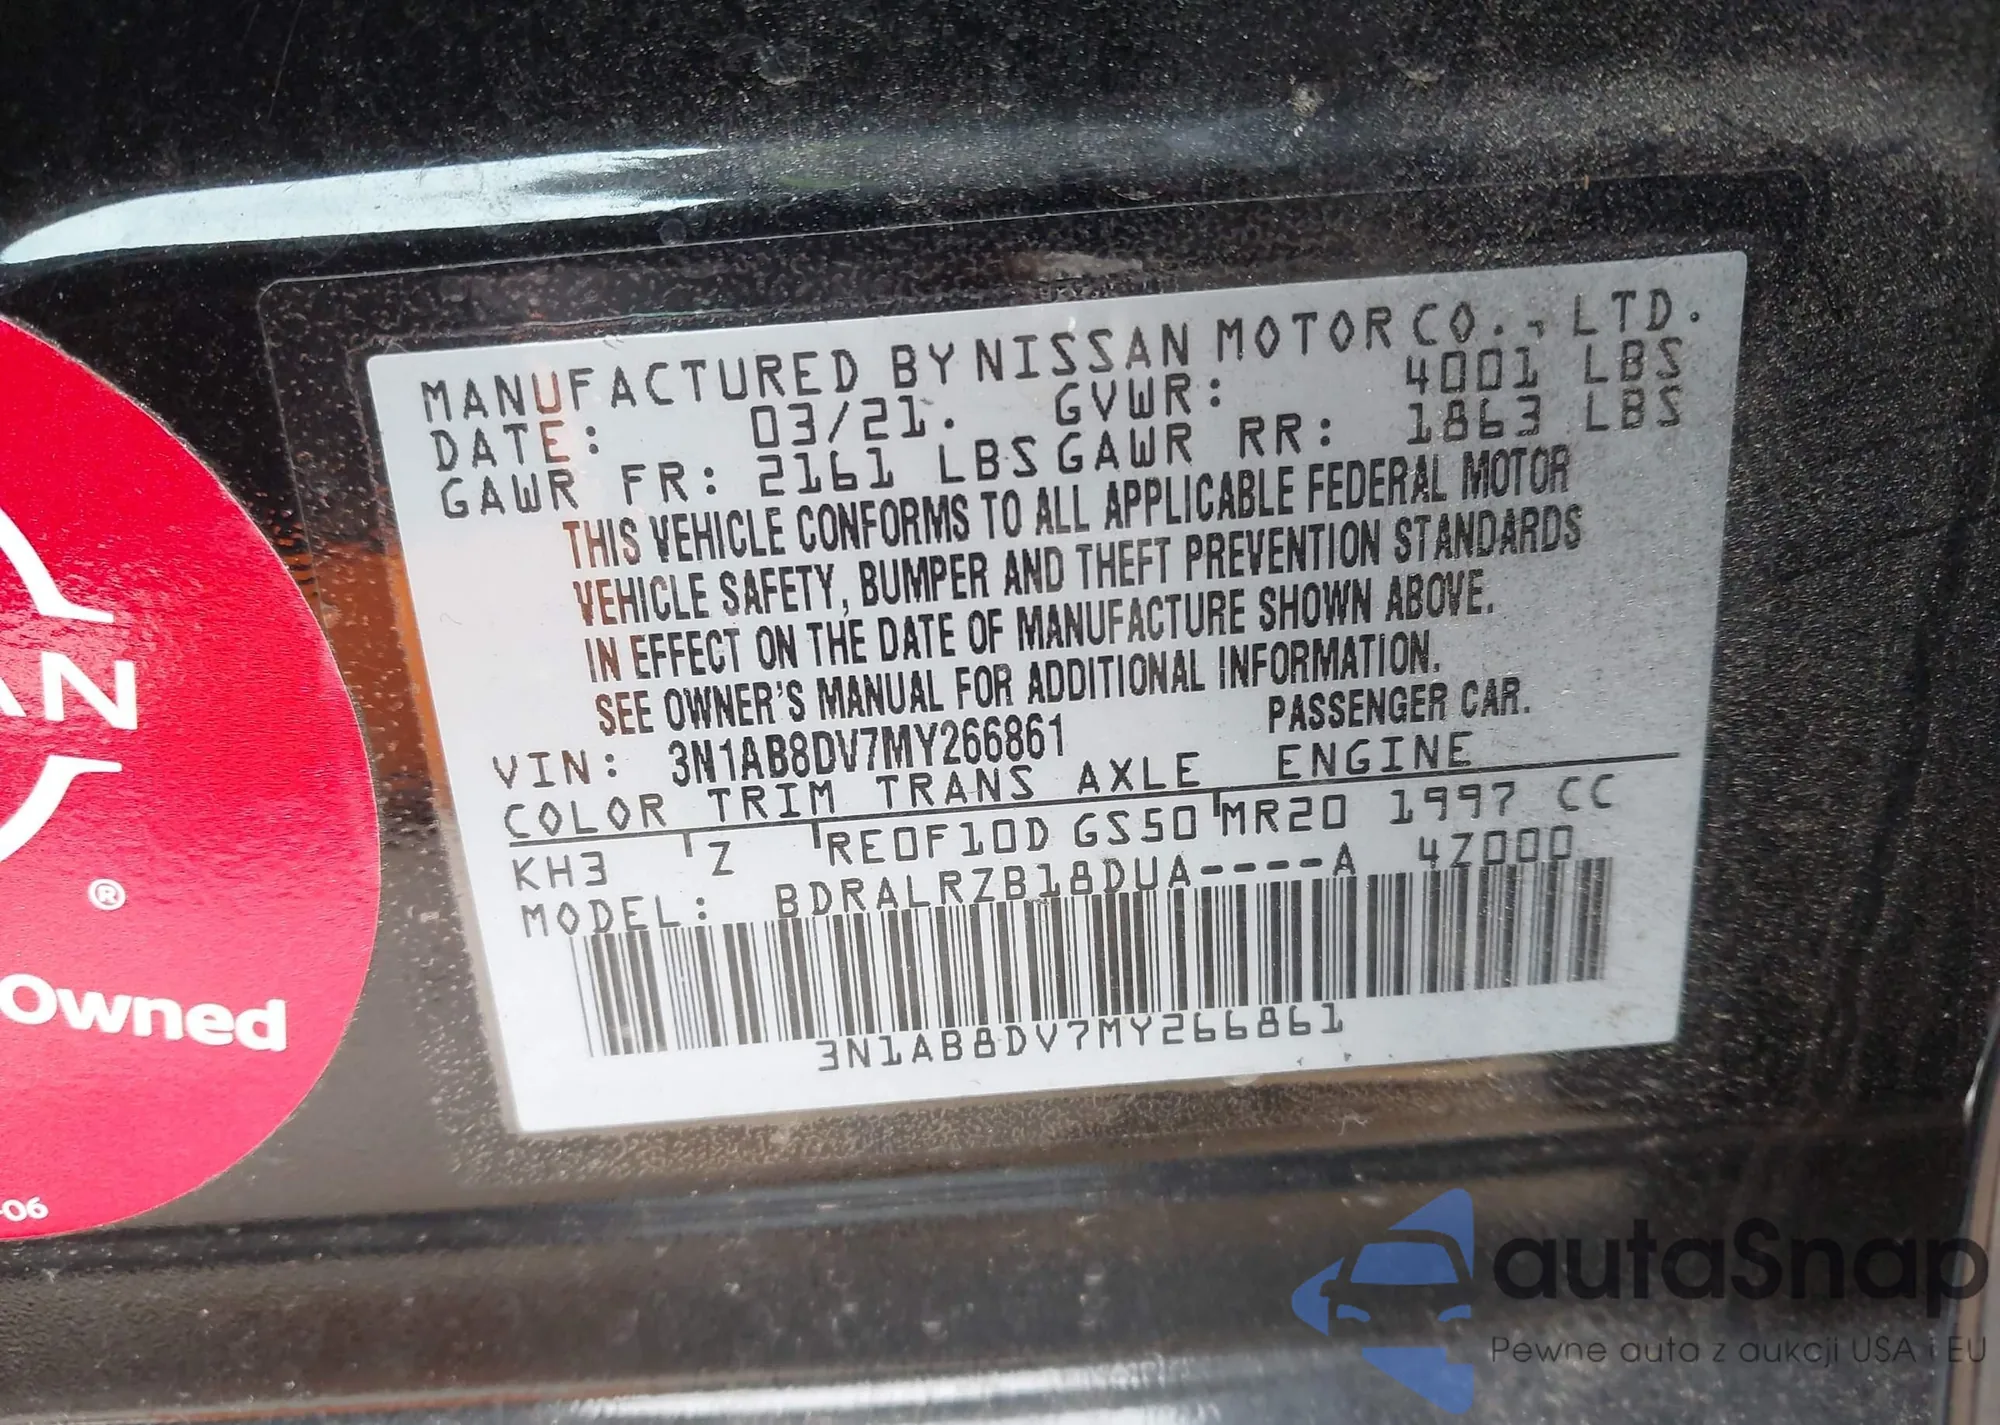 MANUFACTURED BY NISSAN MOTOR CO., LTD.
DATE: 03/21. GVWR: 4001 LBS
GAWR FR: 2161 LBS GAWR RR: 1863 LBS
THIS VEHICLE CONFORMS TO ALL APPLICABLE FEDERAL MOTOR
VEHICLE SAFETY, BUMPER AND THEFT PREVENTION STANDARDS
IN EFFECT ON THE DATE OF MANUFACTURE SHOWN ABOVE.
SEE OWNER'S MANUAL FOR ADDITIONAL INFORMATION.
VIN: 3N1AB8DV7MY266861 PASSENGER CAR.
COLOR TRIM TRANS AXLE ENGINE
KH3 Z RE0F10D GS50 MR20 1997 CC
MODEL: BDRALRZB18DUA----A 4Z000
3N1AB8DV7MY266861
AN
®
Owned
-06
autaSnap
Pewne auta z aukcji USA i EU